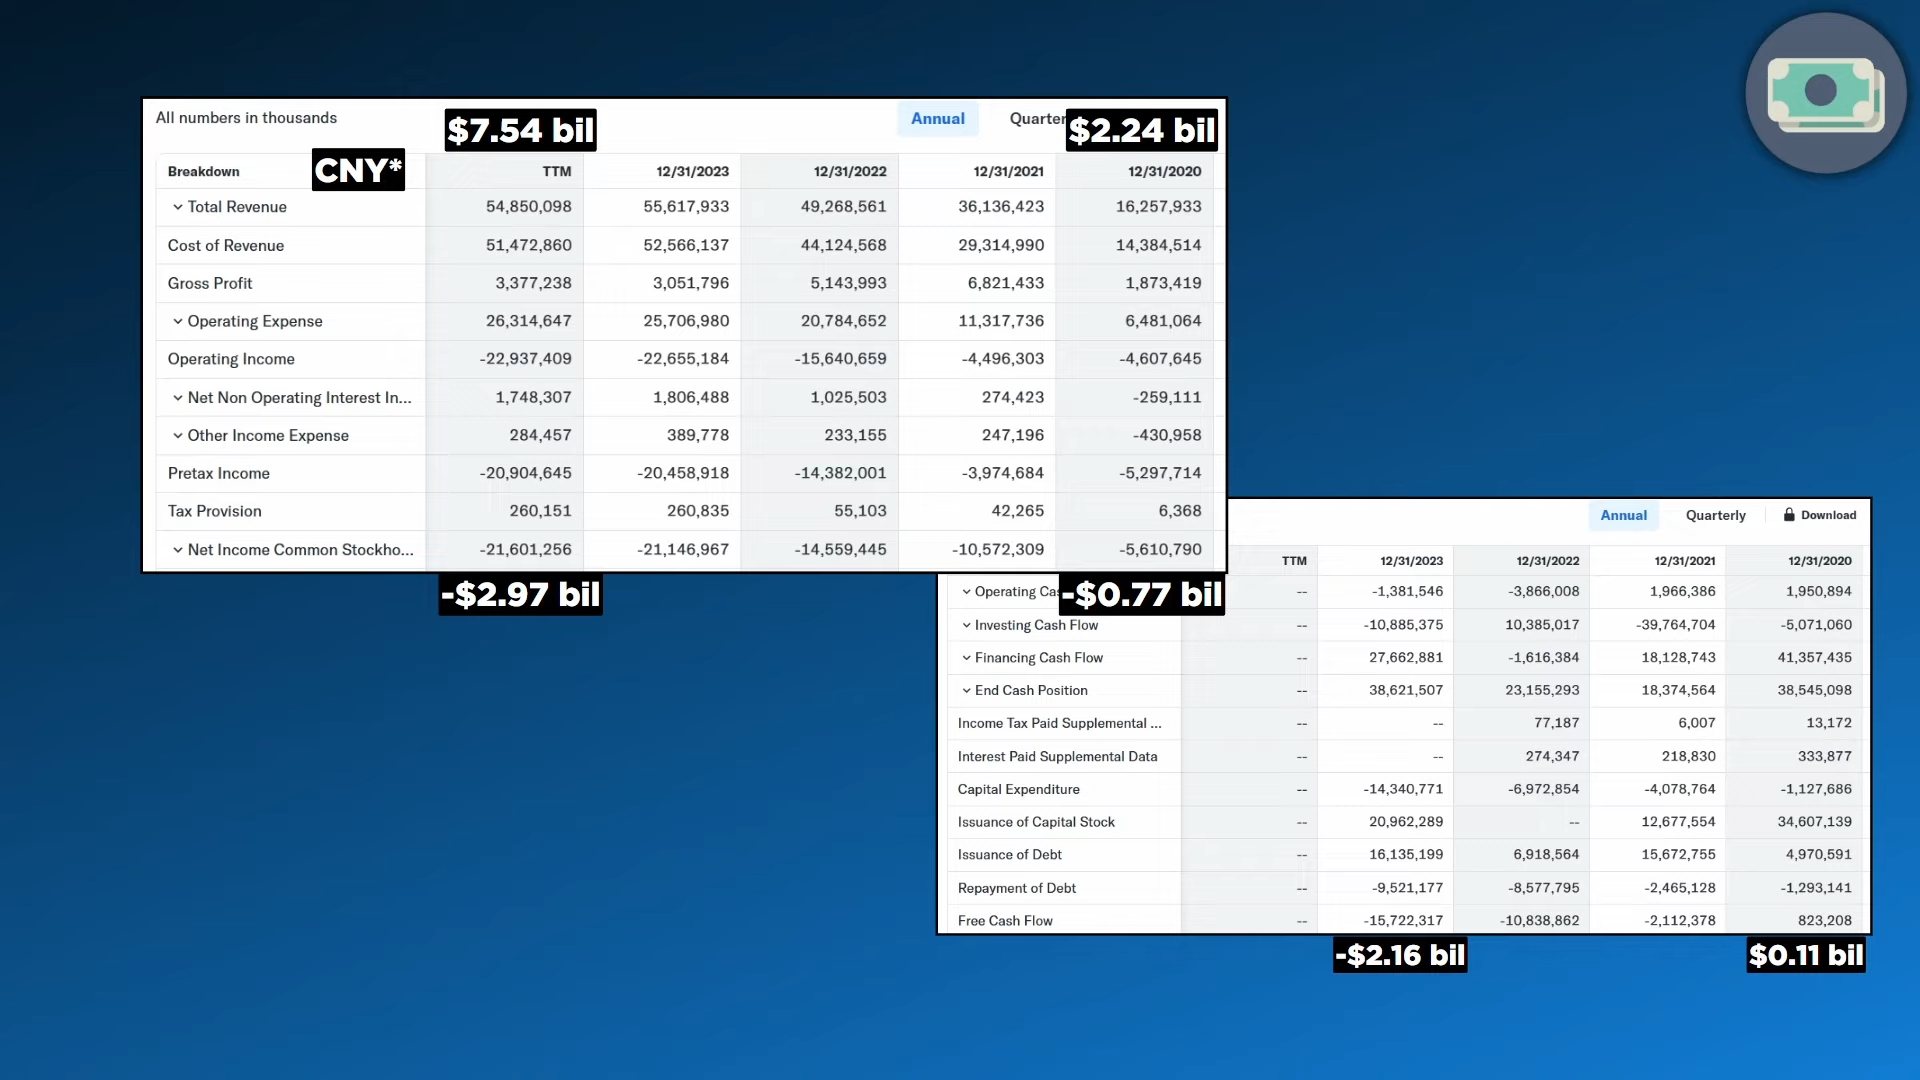 All numbers in thousands $7.54 bil Annual Quarter $2.24 bil
Breakdown CNY* TTM 12/31/2023 12/31/2022 12/31/2021 12/31/2020
Total Revenue 54,850,098 55,617,933 49,268,561 36,136,423 16,257,933
Cost of Revenue 51,472,860 52,566,137 44,124,568 29,314,990 14,384,514
Gross Profit 3,377,238 3,051,796 5,143,993 6,821,433 1,873,419
Operating Expense 26,314,647 25,706,980 20,784,652 11,317,736 6,481,064
Operating Income -22,937,409 -22,655,184 -15,640,659 -4,496,303 -4,607,645
Net Non Operating Interest In... 1,748,307 1,806,488 1,025,503 274,423 -259,111
Other Income Expense 284,457 389,778 233,155 247,196 -430,958
Pretax Income -20,904,645 -20,458,918 -14,382,001 -3,974,684 -5,297,714
Tax Provision 260,151 260,835 55,103 42,265 6,368
Net Income Common Stockho... -21,601,256 -21,146,967 -14,559,445 -10,572,309 -5,610,790
-$2.97 bil -$0.77 bil
Annual Quarterly Download
TTM 12/31/2023 12/31/2022 12/31/2021 12/31/2020
Operating Cas -- -1,381,546 -3,866,008 1,966,386 1,950,894
Investing Cash Flow -- -10,885,375 10,385,017 -39,764,704 -5,071,060
Financing Cash Flow -- 27,662,881 -1,616,384 18,128,743 41,357,435
End Cash Position -- 38,621,507 23,155,293 18,374,564 38,545,098
Income Tax Paid Supplemental ... -- -- 77,187 6,007 13,172
Interest Paid Supplemental Data -- -- 274,347 218,830 333,877
Capital Expenditure -- -14,340,771 -6,972,854 -4,078,764 -1,127,686
Issuance of Capital Stock -- 20,962,289 -- 12,677,554 34,607,139
Issuance of Debt -- 16,135,199 6,918,564 15,672,755 4,970,591
Repayment of Debt -- -9,521,177 -8,577,795 -2,465,128 -1,293,141
Free Cash Flow -- -15,722,317 -10,838,862 -2,112,378 823,208
-$2.16 bil $0.11 bil